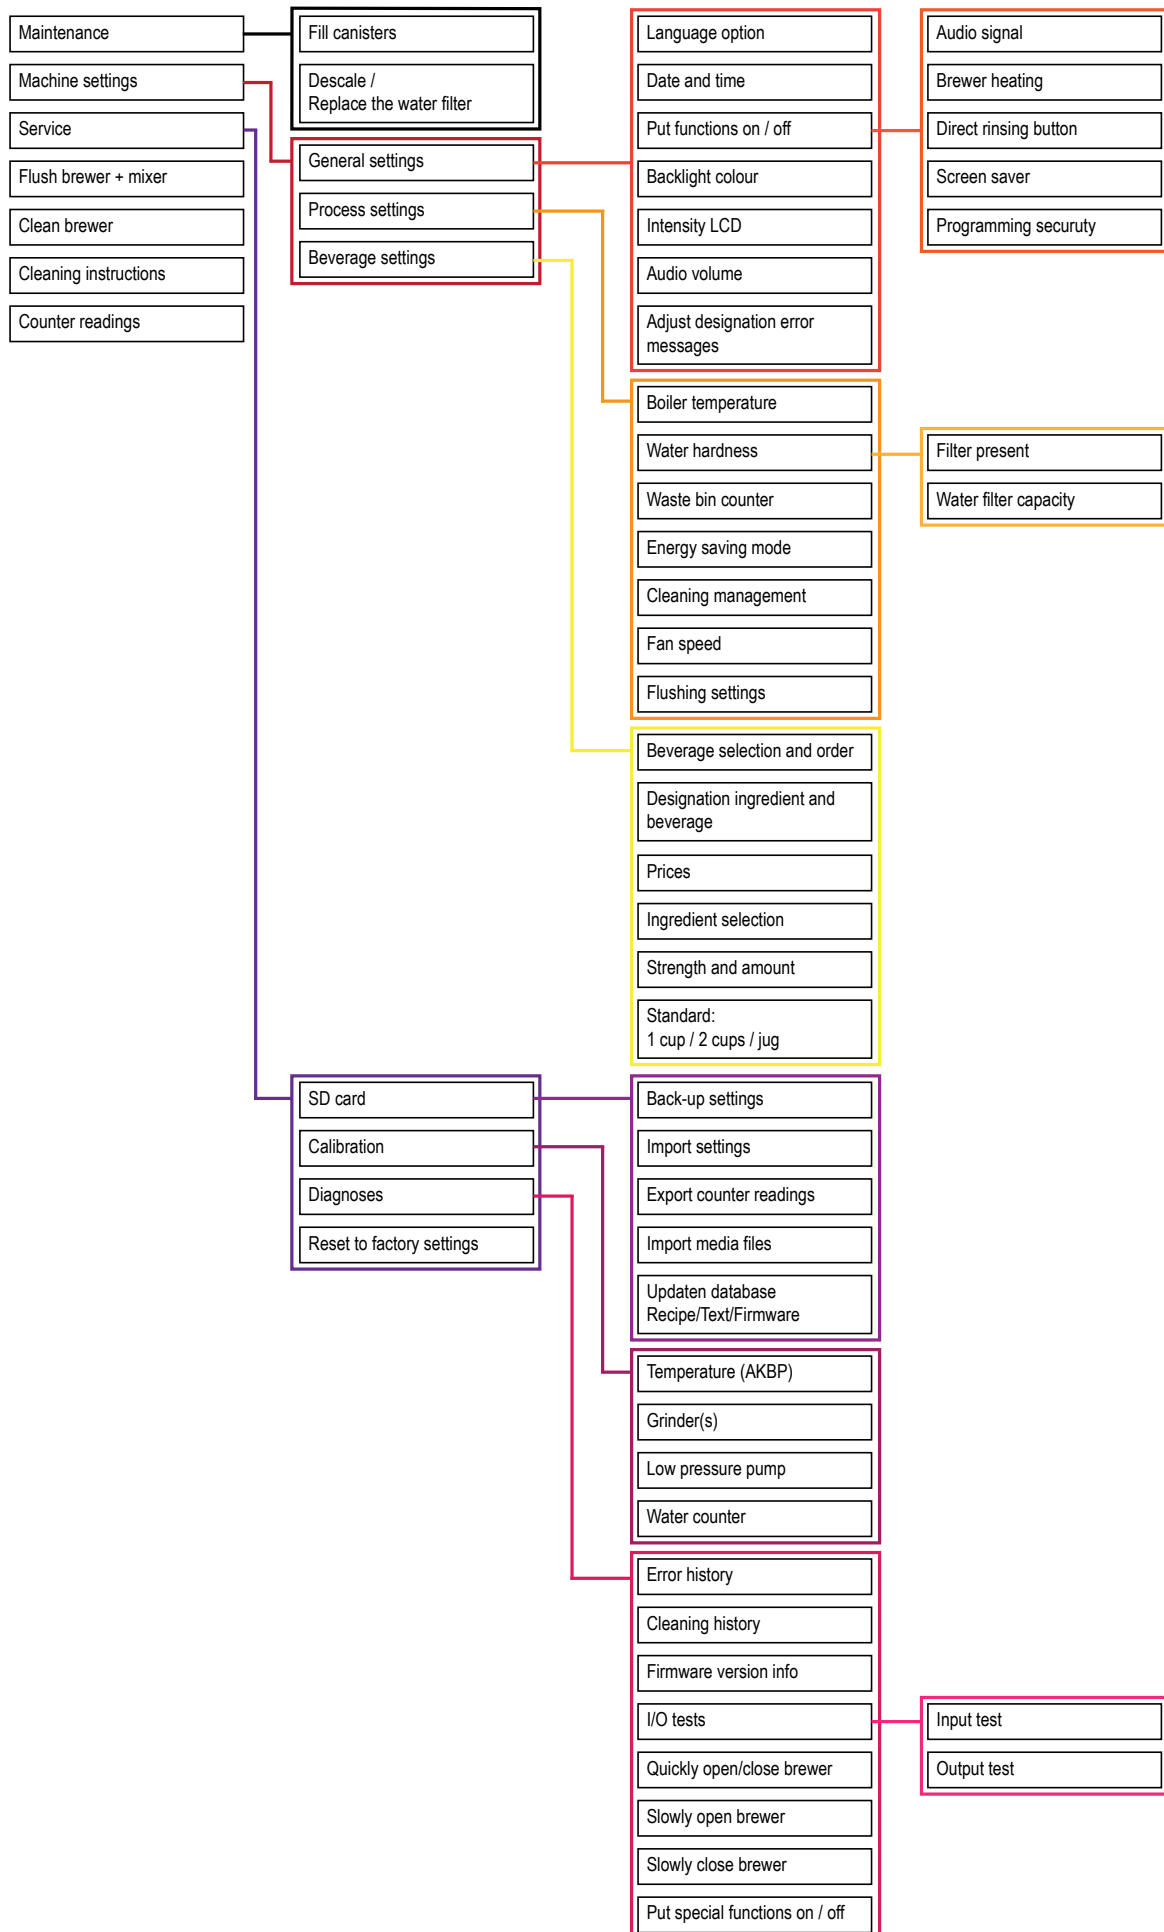 Maintenance
Machine settings
Service
Flush brewer + mixer
Clean brewer
Cleaning instructions
Counter readings
Fill canisters
Descale /
Replace the water filter
General settings
Process settings
Beverage settings
Language option
Date and time
Put functions on / off
Backlight colour
Intensity LCD
Audio volume
Adjust designation error
messages
Audio signal
Brewer heating
Direct rinsing button
Screen saver
Programming securuty
Boiler temperature
Water hardness
Waste bin counter
Energy saving mode
Cleaning management
Fan speed
Flushing settings
Filter present
Water filter capacity
Beverage selection and order
Designation ingredient and
beverage
Prices
Ingredient selection
Strength and amount
Standard:
1 cup / 2 cups / jug
SD card
Calibration
Diagnoses
Reset to factory settings
Back-up settings
Import settings
Export counter readings
Import media files
Updaten database
Recipe/Text/Firmware
Temperature (AKBP)
Grinder(s)
Low pressure pump
Water counter
Error history
Cleaning history
Firmware version info
I/O tests
Quickly open/close brewer
Slowly open brewer
Slowly close brewer
Put special functions on / off
Input test
Output test